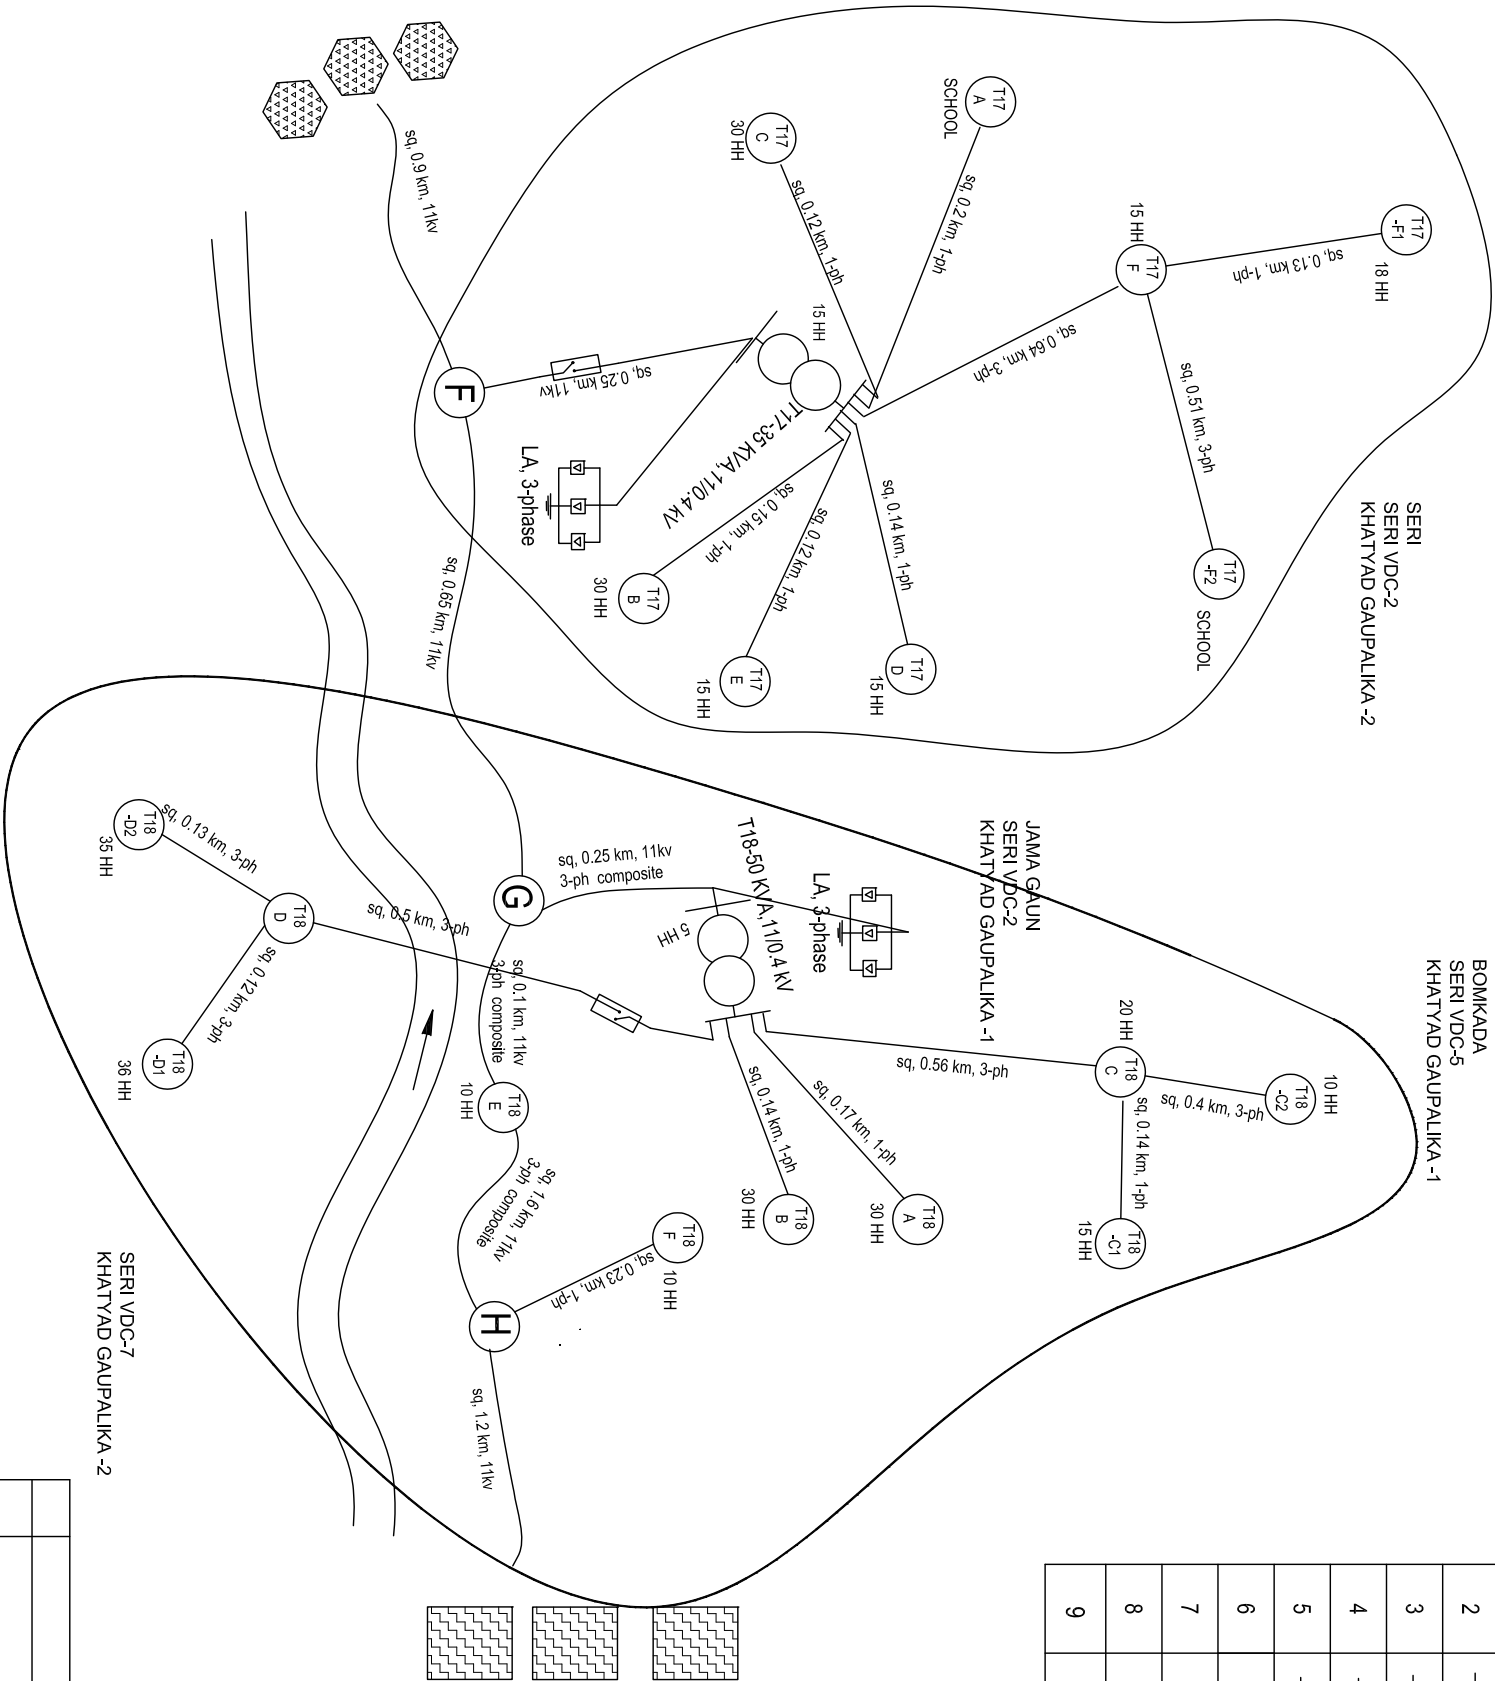 SERI
SERI VDC-2
KHATYAD GAUPALIKA -2
T17
-F1
18 HH
sq, 0.13 km, 1-ph
15 HH
T17
F
sq, 0.51 km, 3-ph
T17
-F2
SCHOOL
sq, 0.64 km, 3-ph
T17
A
SCHOOL
sq, 0.2 km, 1-ph
T17
C
30 HH
sq, 0.12 km, 1-ph
15 HH
T17-35 KVA,11/0.4 kV
sq, 0.14 km, 1-ph
T17
D
15 HH
sq, 0.12 km, 1-ph
T17
E
15 HH
sq, 0.15 km, 1-ph
T17
B
30 HH
LA, 3-phase
sq, 0.25 km, 11kv
sq, 0.9 km, 11kv
F
sq, 0.65 km, 11kv
BOMKADA
SERI VDC-5
KHATYAD GAUPALIKA -1
JAMA GAUN
SERI VDC-2
KHATYAD GAUPALIKA -1
10 HH
T18
-C2
sq, 0.4 km, 3-ph
20 HH
T18
C
sq, 0.14 km, 1-ph
T18
-C1
15 HH
sq, 0.56 km, 3-ph
LA, 3-phase
T18-50 KVA,11/0.4 kV
5 HH
sq, 0.17 km, 1-ph
T18
A
30 HH
sq, 0.14 km, 1-ph
T18
B
30 HH
sq, 0.25 km, 11kv
3-ph composite
G
sq, 0.1 km, 11kv
3-ph composite
T18
E
10 HH
sq, 1.6 km, 11kv
3-ph composite
T18
F
10 HH
sq, 0.23 km, 1-ph
H
sq, 1.2 km, 11kv
sq, 0.5 km, 3-ph
T18
D
sq, 0.13 km, 3-ph
T18
-D2
35 HH
sq, 0.12 km, 3-ph
T18
-D1
36 HH
SERI VDC-7
KHATYAD GAUPALIKA -2
2
3
4
5
6
7
8
9